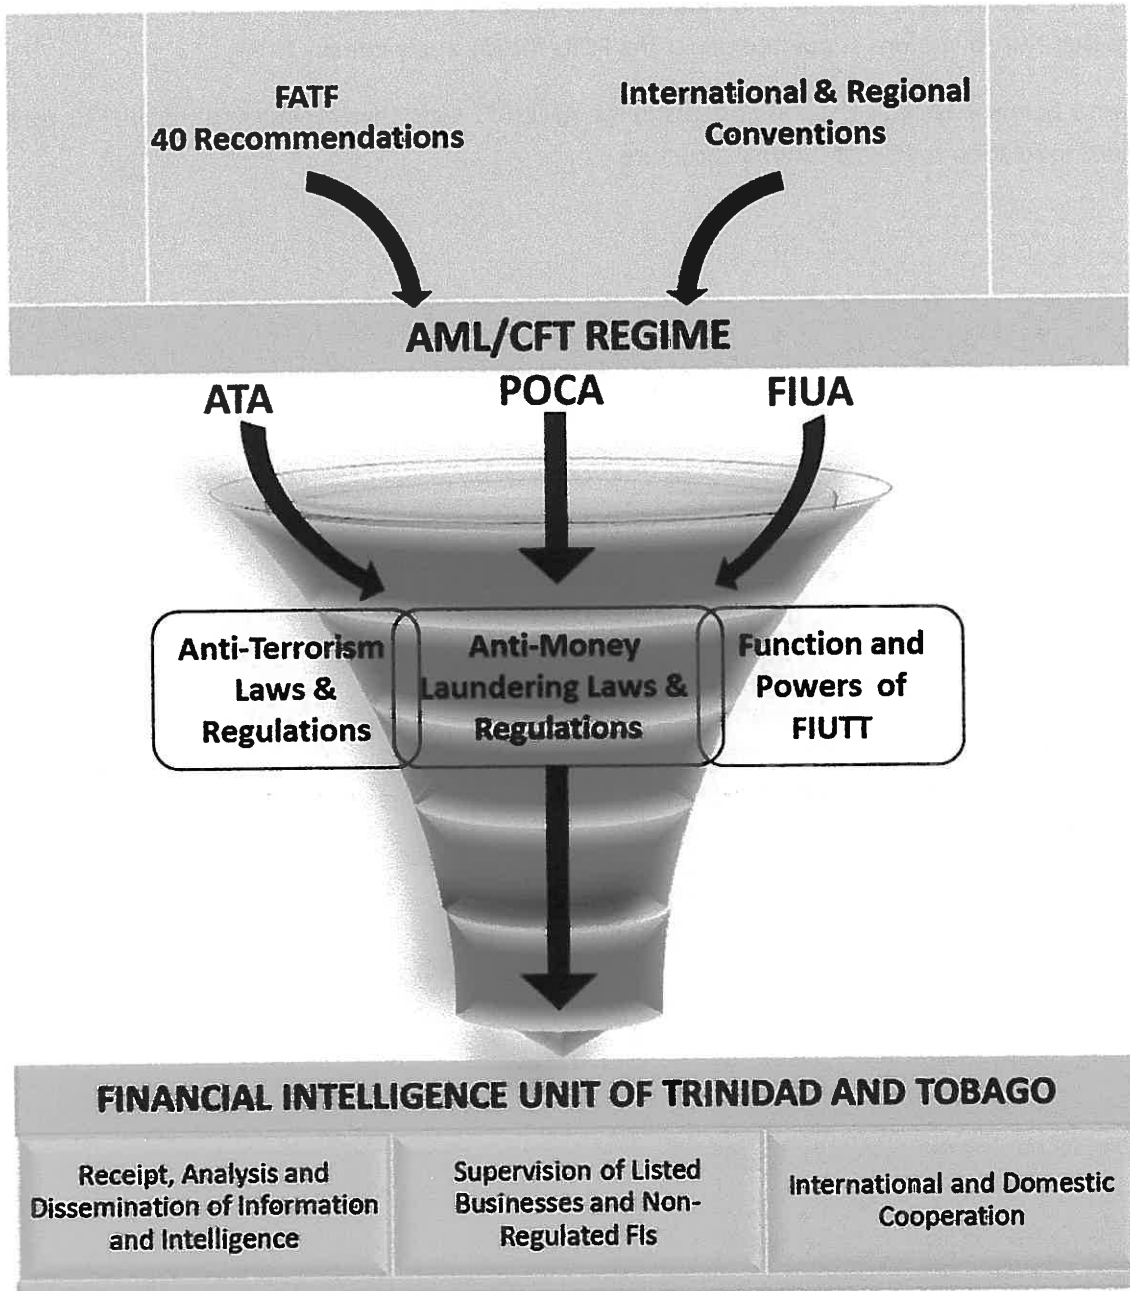 FATF
40 Recommendations
International & Regional
Conventions
AML/CFT REGIME
ATA
POCA
FIUA
Anti-Terrorism
Laws &
Regulations
Anti-Money
Laundering Laws &
Regulations
Function and
Powers of
FIUTT
FINANCIAL INTELLIGENCE UNIT OF TRINIDAD AND TOBAGO
Receipt, Analysis and
Dissemination of Information
and Intelligence
Supervision of Listed
Businesses and Non-
Regulated FIs
International and Domestic
Cooperation